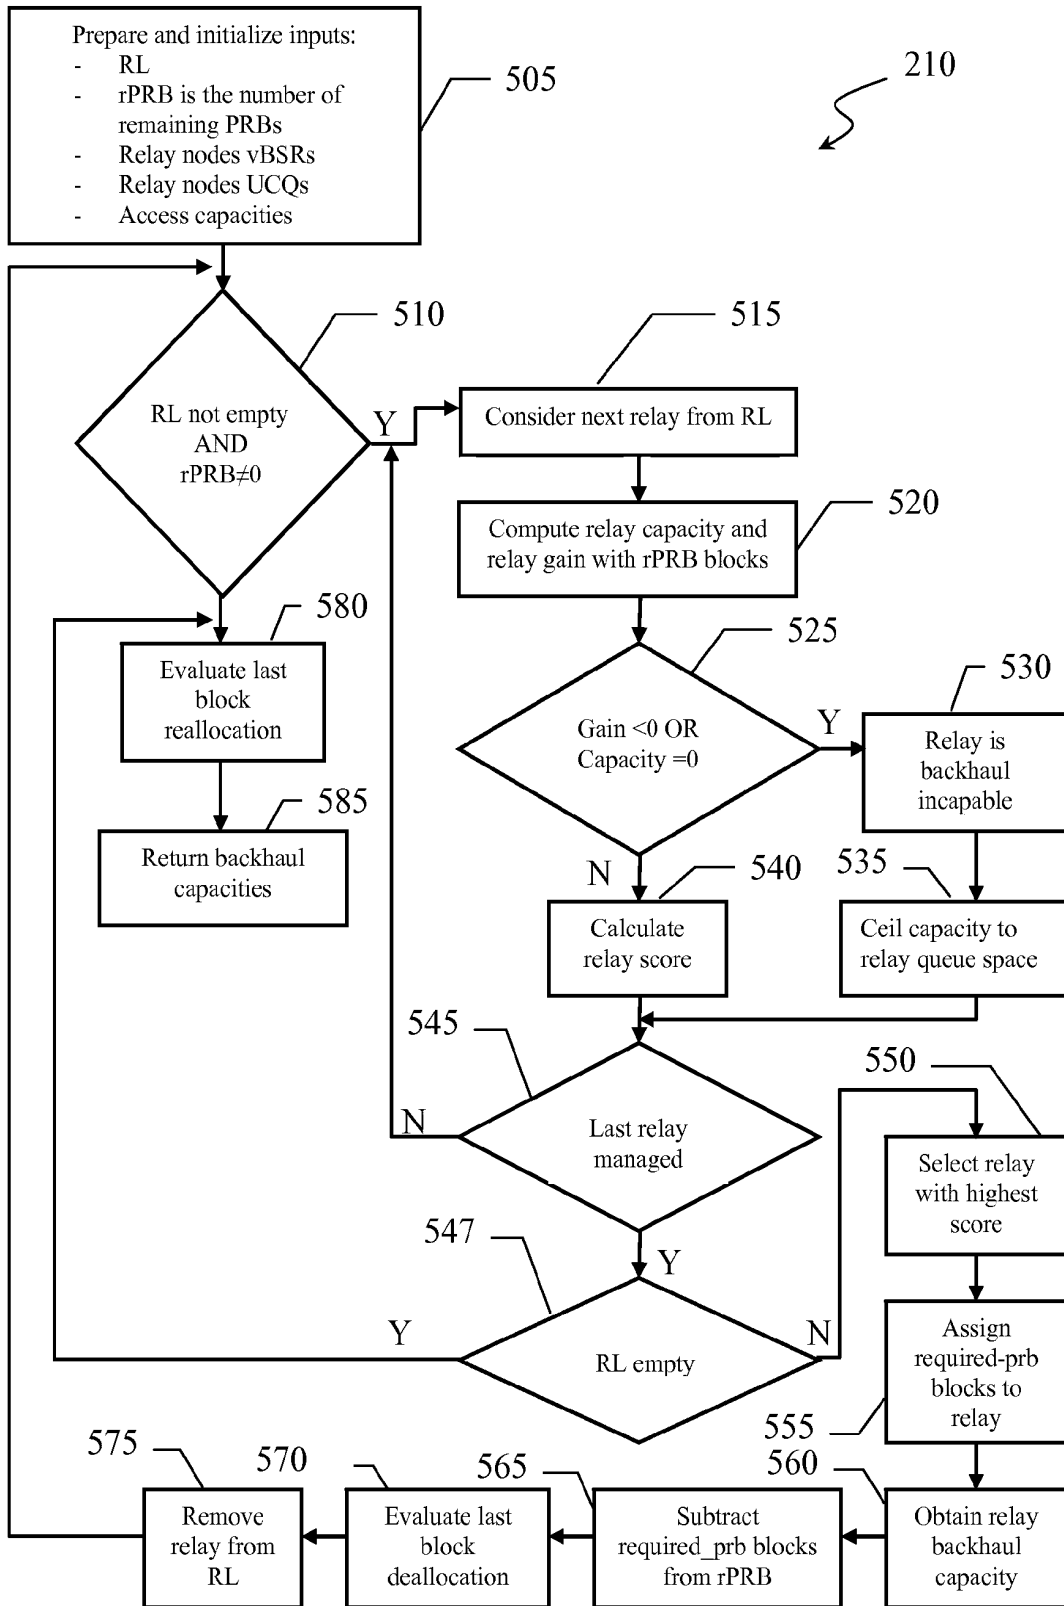 Prepare and initialize inputs:
- RL
- rPRB is the number of
remaining PRBs
- Relay nodes vBSRs
- Relay nodes UCQs
- Access capacities
505
210
510
RL not empty
AND
rPRB≠0
Y
515
Consider next relay from RL
520
Compute relay capacity and
relay gain with rPRB blocks
525
Gain <0 OR
Capacity =0
Y
N
530
Relay is
backhaul
incapable
535
Ceil capacity to
relay queue space
540
Calculate
relay score
580
Evaluate last
block
reallocation
585
Return backhaul
capacities
545
Last relay
managed
N
Y
547
RL empty
Y
N
550
Select relay
with highest
score
555
Assign
required-prb
blocks to
relay
560
Obtain relay
backhaul
capacity
565
Subtract
required_prb blocks
from rPRB
570
Evaluate last
block
deallocation
575
Remove
relay from
RL